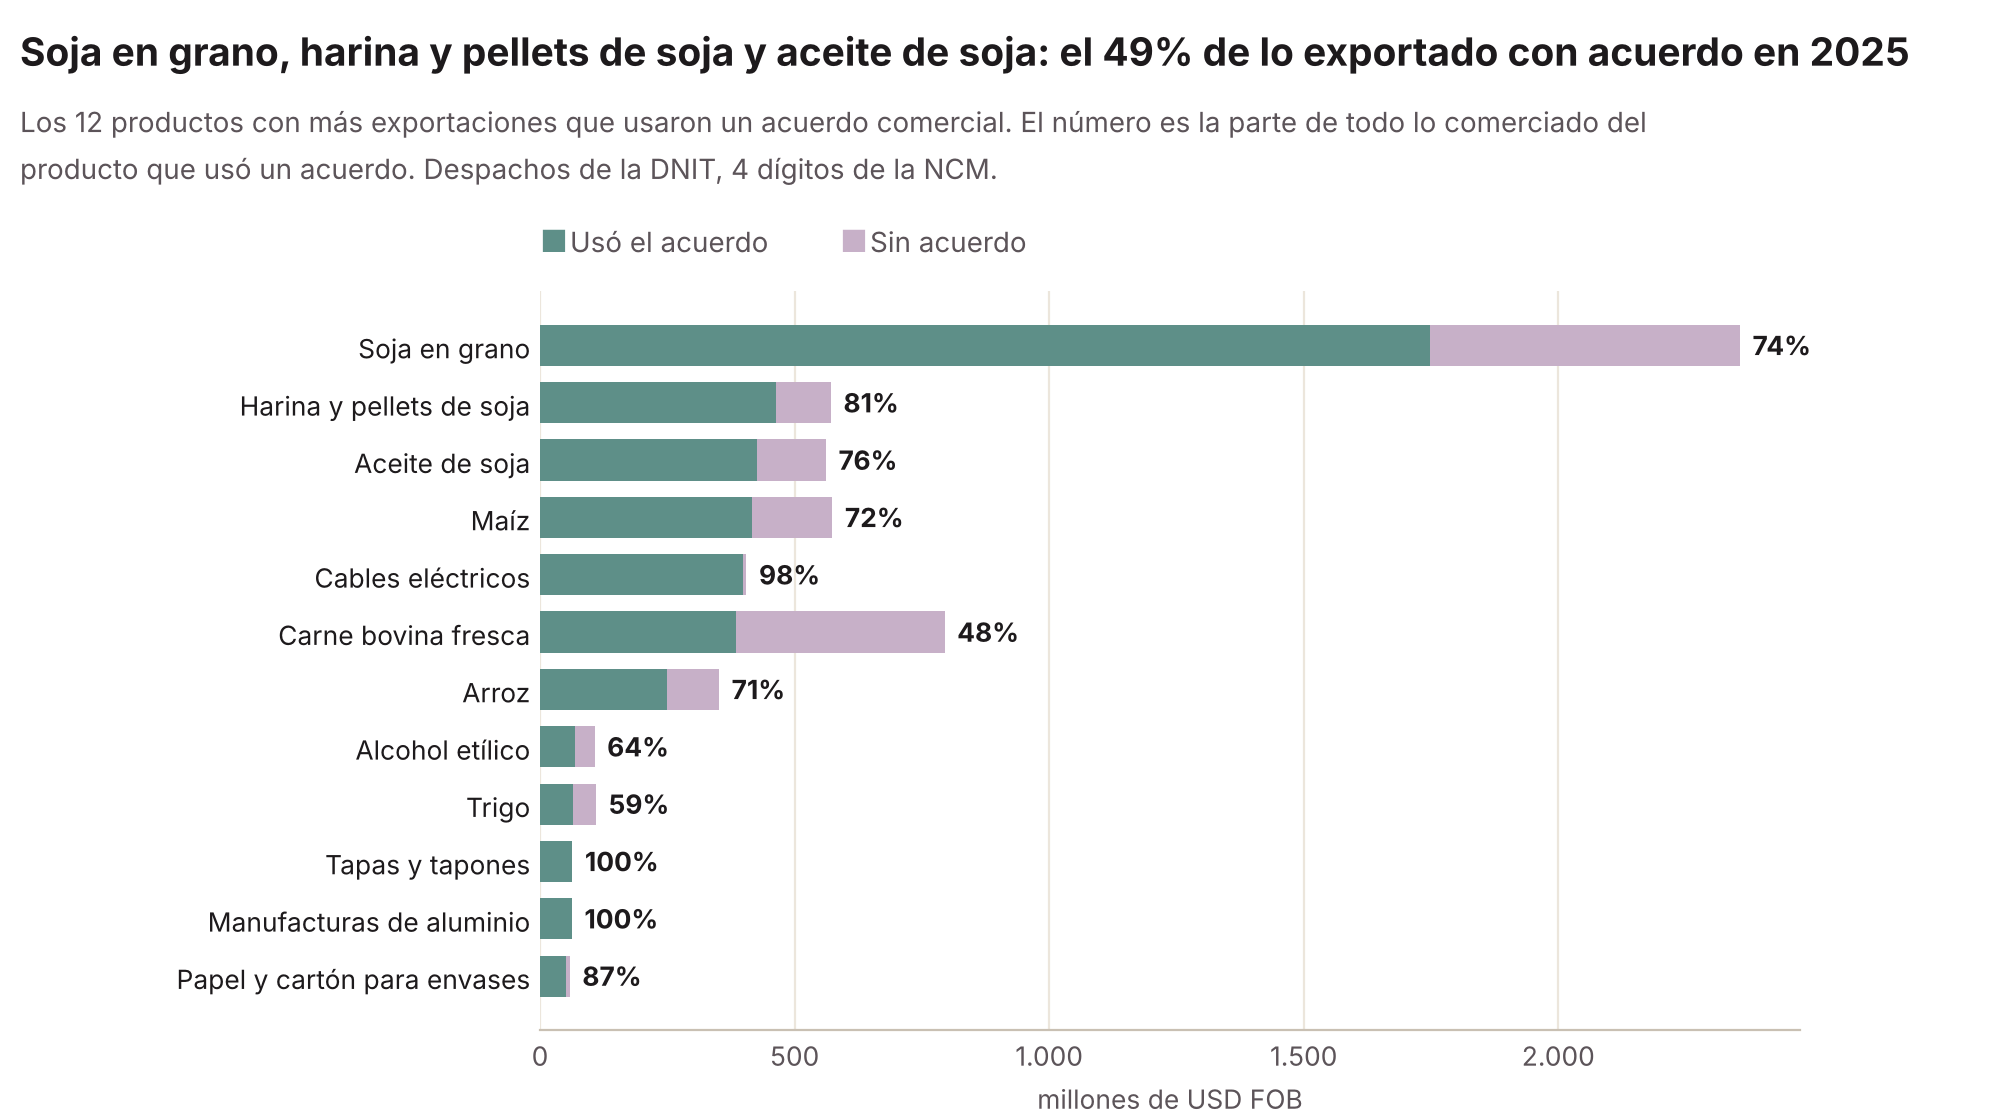 Soja en grano, harina y pellets de soja y aceite de soja: el 49% de lo exportado con acuerdo en 2025
Los 12 productos con más exportaciones que usaron un acuerdo comercial. El número es la parte de todo lo comerciado del
producto que usó un acuerdo. Despachos de la DNIT, 4 dígitos de la NCM.
Usó el acuerdo Sin acuerdo
Soja en grano 74%
Harina y pellets de soja 81%
Aceite de soja 76%
Maíz 72%
Cables eléctricos 98%
Carne bovina fresca 48%
Arroz 71%
Alcohol etílico 64%
Trigo 59%
Tapas y tapones 100%
Manufacturas de aluminio 100%
Papel y cartón para envases 87%
0 500 1.000 1.500 2.000
millones de USD FOB